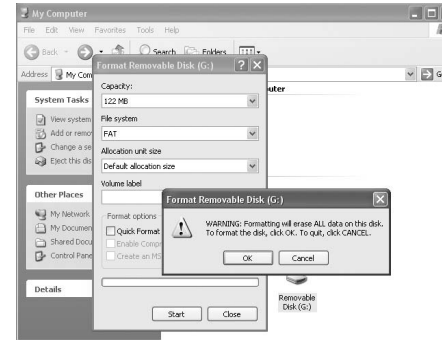 My Computer
File Edit View Favorites Tools Help
Back Search Folders
Address My Com
System Tasks
View system
Add or remov
Change a se
Eject this dis
Other Places
My Network
My Documen
Shared Docu
Control Pane
Details
Format Removable Disk (G:)
Capacity:
122 MB
File system
FAT
Allocation unit size
Default allocation size
Volume label
Format options
Quick Format
Enable Compr
Create an MS
Start Close
Format Removable Disk (G:)
WARNING: Formatting will erase ALL data on this disk.
To format the disk, click OK. To quit, click CANCEL.
OK Cancel
puter
G
Removable
Disk (G:)